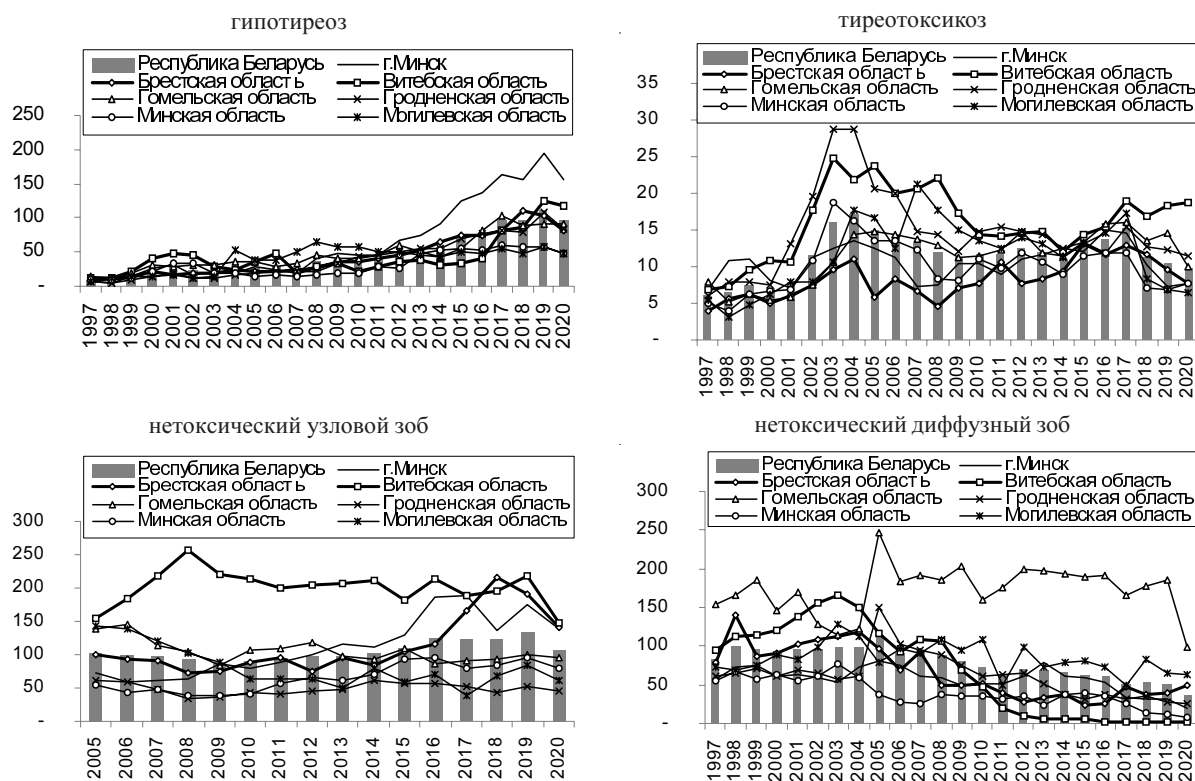 гипотиреоз
Республика Беларусь
г.Минск
Брестская област ь
Витебская область
Гомельская область
Гродненская область
Минская область
Могилевская область
250
200
150
100
50
-
1997 1998 1999 2000 2001 2002 2003 2004 2005 2006 2007 2008 2009 2010 2011 2012 2013 2014 2015 2016 2017 2018 2019 2020
тиреотоксикоз
Республика Беларусь
г.Минск
Брестская област ь
Витебская область
Гомельская область
Гродненская область
Минская область
Могилевская область
35
30
25
20
15
10
5
-
1997 1998 1999 2000 2001 2002 2003 2004 2005 2006 2007 2008 2009 2010 2011 2012 2013 2014 2015 2016 2017 2018 2019 2020
нетоксический узловой зоб
Республика Беларусь
г.Минск
Брестская област ь
Витебская область
Гомельская область
Гродненская область
Минская область
Могилевская область
300
250
200
150
100
50
-
2005 2006 2007 2008 2009 2010 2011 2012 2013 2014 2015 2016 2017 2018 2019 2020
нетоксический диффузный зоб
Республика Беларусь
г.Минск
Брестская област ь
Витебская область
Гомельская область
Гродненская область
Минская область
Могилевская область
300
250
200
150
100
50
-
1997 1998 1999 2000 2001 2002 2003 2004 2005 2006 2007 2008 2009 2010 2011 2012 2013 2014 2015 2016 2017 2018 2019 2020